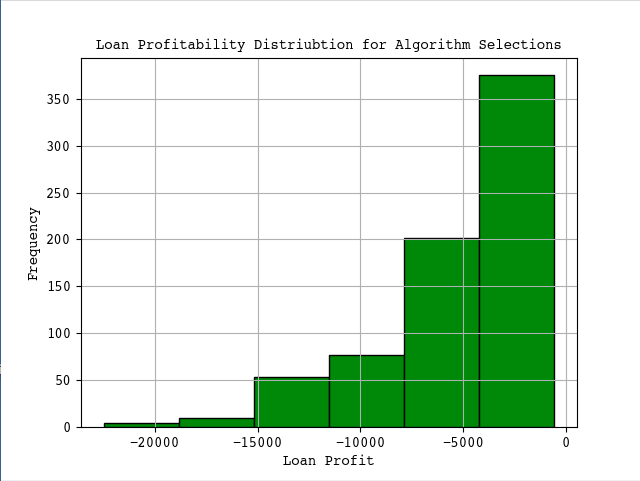 Loan Profitability Distriubtion for Algorithm Selections
350
300
250
200
150
100
50
0
Frequency
−20000 −15000 −10000 −5000 0
Loan Profit